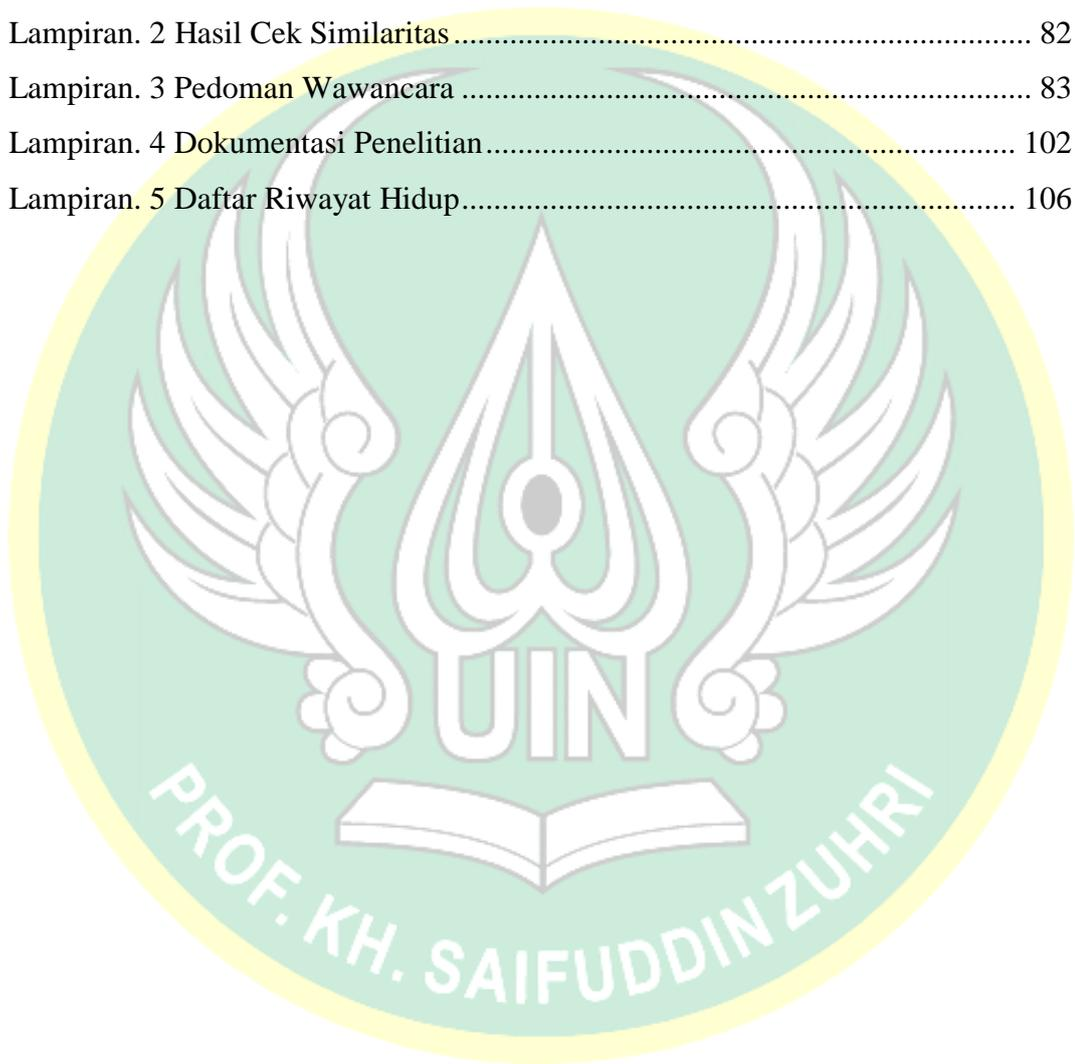 Lampiran. 2 Hasil Cek Similaritas ........................................................................ 82
Lampiran. 3 Pedoman Wawancara ....................................................................... 83
Lampiran. 4 Dokumentasi Penelitian.................................................................. 102
Lampiran. 5 Daftar Riwayat Hidup..................................................................... 106
UIN
PROF. KH. SAIFUDDIN ZUHRI